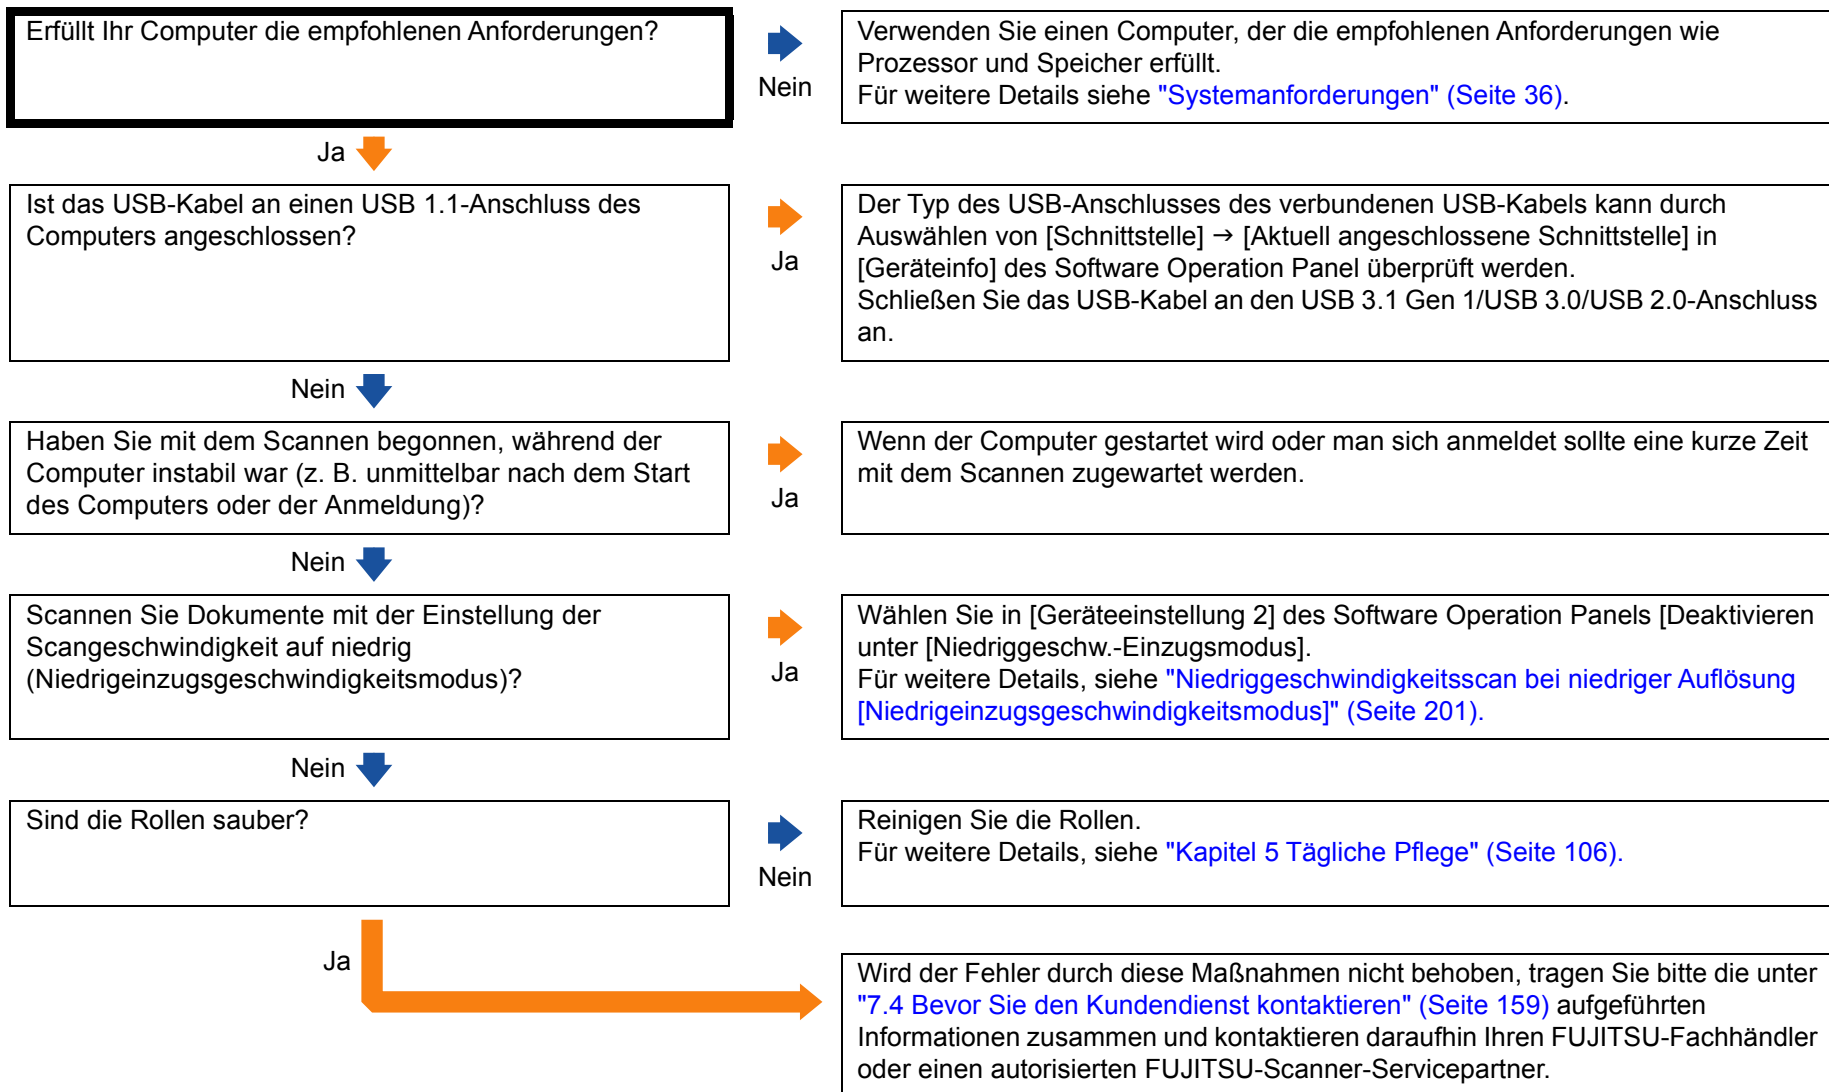 Erfüllt Ihr Computer die empfohlenen Anforderungen?
Nein
Verwenden Sie einen Computer, der die empfohlenen Anforderungen wie
Prozessor und Speicher erfüllt.
Für weitere Details siehe "Systemanforderungen" (Seite 36).
Ja
Ist das USB-Kabel an einen USB 1.1-Anschluss des
Computers angeschlossen?
Ja
Der Typ des USB-Anschlusses des verbundenen USB-Kabels kann durch
Auswählen von [Schnittstelle] → [Aktuell angeschlossene Schnittstelle] in
[Geräteinfo] des Software Operation Panel überprüft werden.
Schließen Sie das USB-Kabel an den USB 3.1 Gen 1/USB 3.0/USB 2.0-Anschluss
an.
Nein
Haben Sie mit dem Scannen begonnen, während der
Computer instabil war (z. B. unmittelbar nach dem Start
des Computers oder der Anmeldung)?
Ja
Wenn der Computer gestartet wird oder man sich anmeldet sollte eine kurze Zeit
mit dem Scannen zugewartet werden.
Nein
Scannen Sie Dokumente mit der Einstellung der
Scangeschwindigkeit auf niedrig
(Niedrigeinzugsgeschwindigkeitsmodus)?
Ja
Wählen Sie in [Geräteeinstellung 2] des Software Operation Panels [Deaktivieren
unter [Niedriggeschw.-Einzugsmodus].
Für weitere Details, siehe "Niedriggeschwindigkeitsscan bei niedriger Auflösung
[Niedrigeinzugsgeschwindigkeitsmodus]" (Seite 201).
Nein
Sind die Rollen sauber?
Nein
Reinigen Sie die Rollen.
Für weitere Details, siehe "Kapitel 5 Tägliche Pflege" (Seite 106).
Ja
Wird der Fehler durch diese Maßnahmen nicht behoben, tragen Sie bitte die unter
"7.4 Bevor Sie den Kundendienst kontaktieren" (Seite 159) aufgeführten
Informationen zusammen und kontaktieren daraufhin Ihren FUJITSU-Fachhändler
oder einen autorisierten FUJITSU-Scanner-Servicepartner.